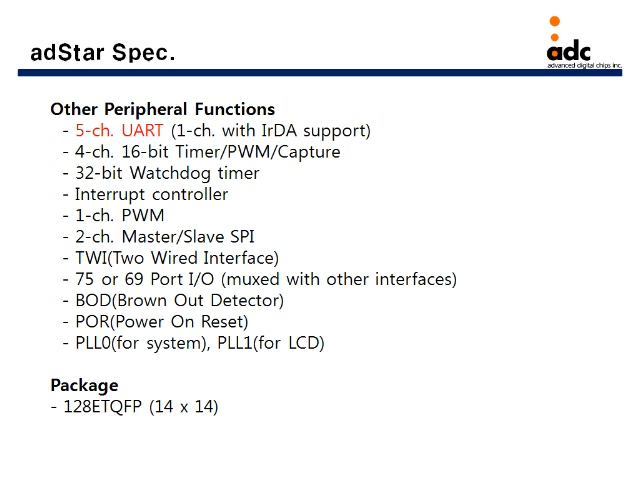 adStar Spec.
adc
advanced digital chips inc.
Other Peripheral Functions
- 5-ch. UART (1-ch. with IrDA support)
- 4-ch. 16-bit Timer/PWM/Capture
- 32-bit Watchdog timer
- Interrupt controller
- 1-ch. PWM
- 2-ch. Master/Slave SPI
- TWI(Two Wired Interface)
- 75 or 69 Port I/O (muxed with other interfaces)
- BOD(Brown Out Detector)
- POR(Power On Reset)
- PLL0(for system), PLL1(for LCD)
Package
- 128ETQFP (14 x 14)